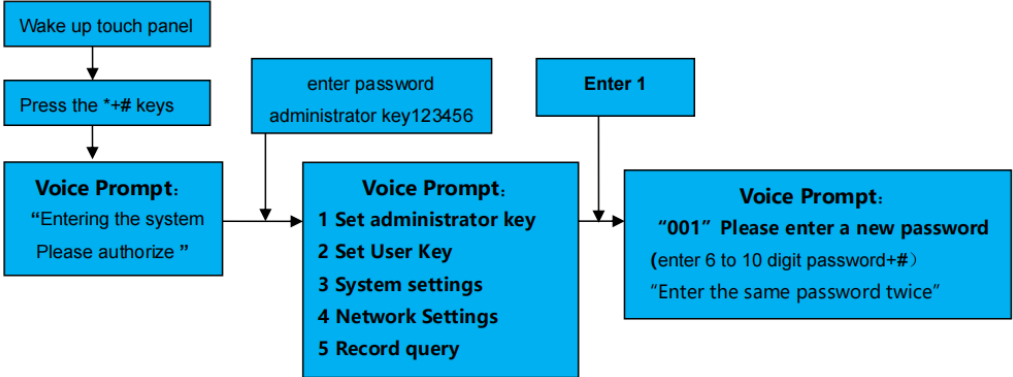 Wake up touch panel
Press the *+# keys
Voice Prompt：
“Entering the system
Please authorize ”
enter password
administrator key123456
Voice Prompt：
1 Set administrator key
2 Set User Key
3 System settings
4 Network Settings
5 Record query
Enter 1
Voice Prompt：
“001” Please enter a new password
(enter 6 to 10 digit password+#）
“Enter the same password twice”